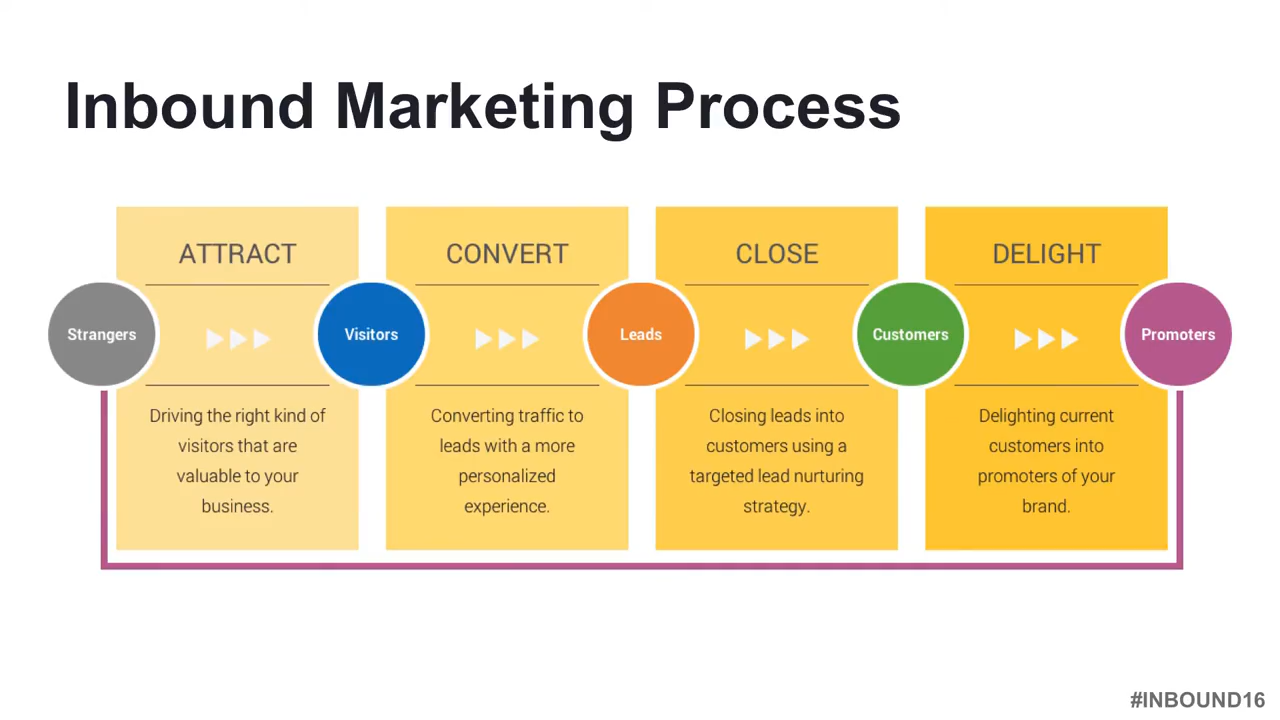 Inbound Marketing Process
ATTRACT
CONVERT
CLOSE
DELIGHT
Strangers
Visitors
Leads
Customers
Promoters
Driving the right kind of
visitors that are
valuable to your
business.
Converting traffic to
leads with a more
personalized
experience.
Closing leads into
customers using a
targeted lead nurturing
strategy.
Delighting current
customers into
promoters of your
brand.
#INBOUND16